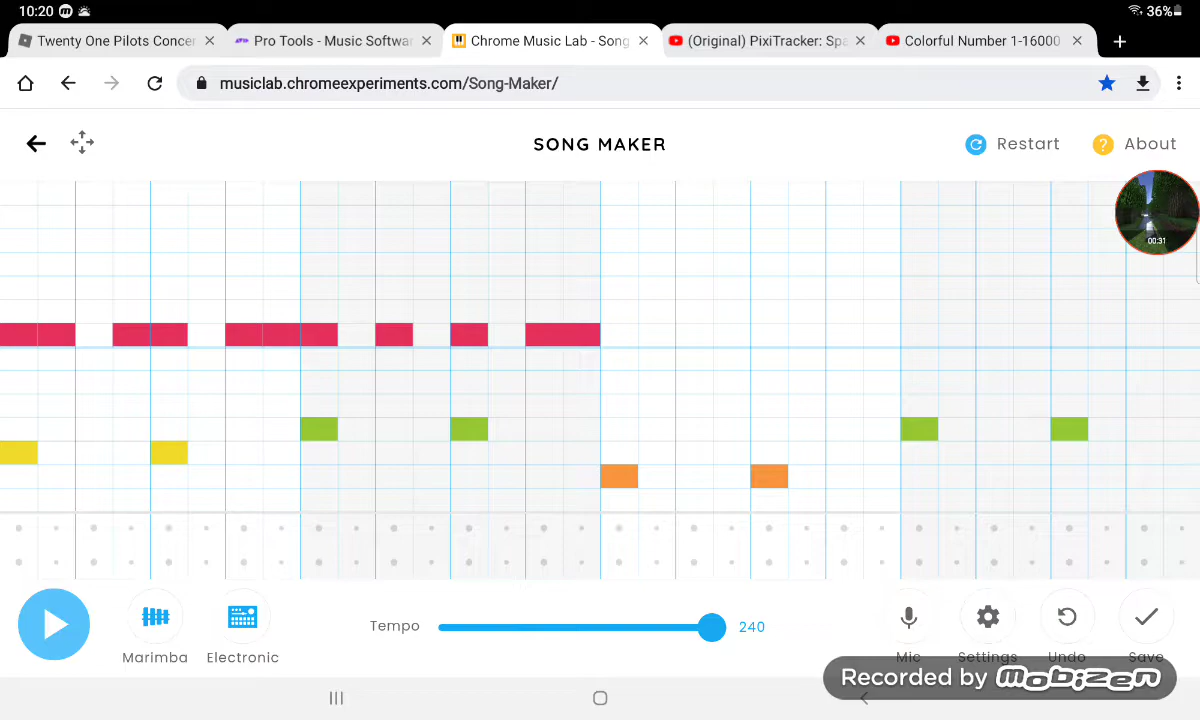 10:20 36%
Twenty One Pilots Concer Pro Tools - Music Softwar Chrome Music Lab - Song (Original) PixiTracker: Spa Colorful Number 1-16000
musiclab.chromeexperiments.com/Song-Maker/
SONG MAKER Restart ? About
00:31
Tempo 240
Marimba Electronic Mic Settings Undo Save
Recorded by mobizen